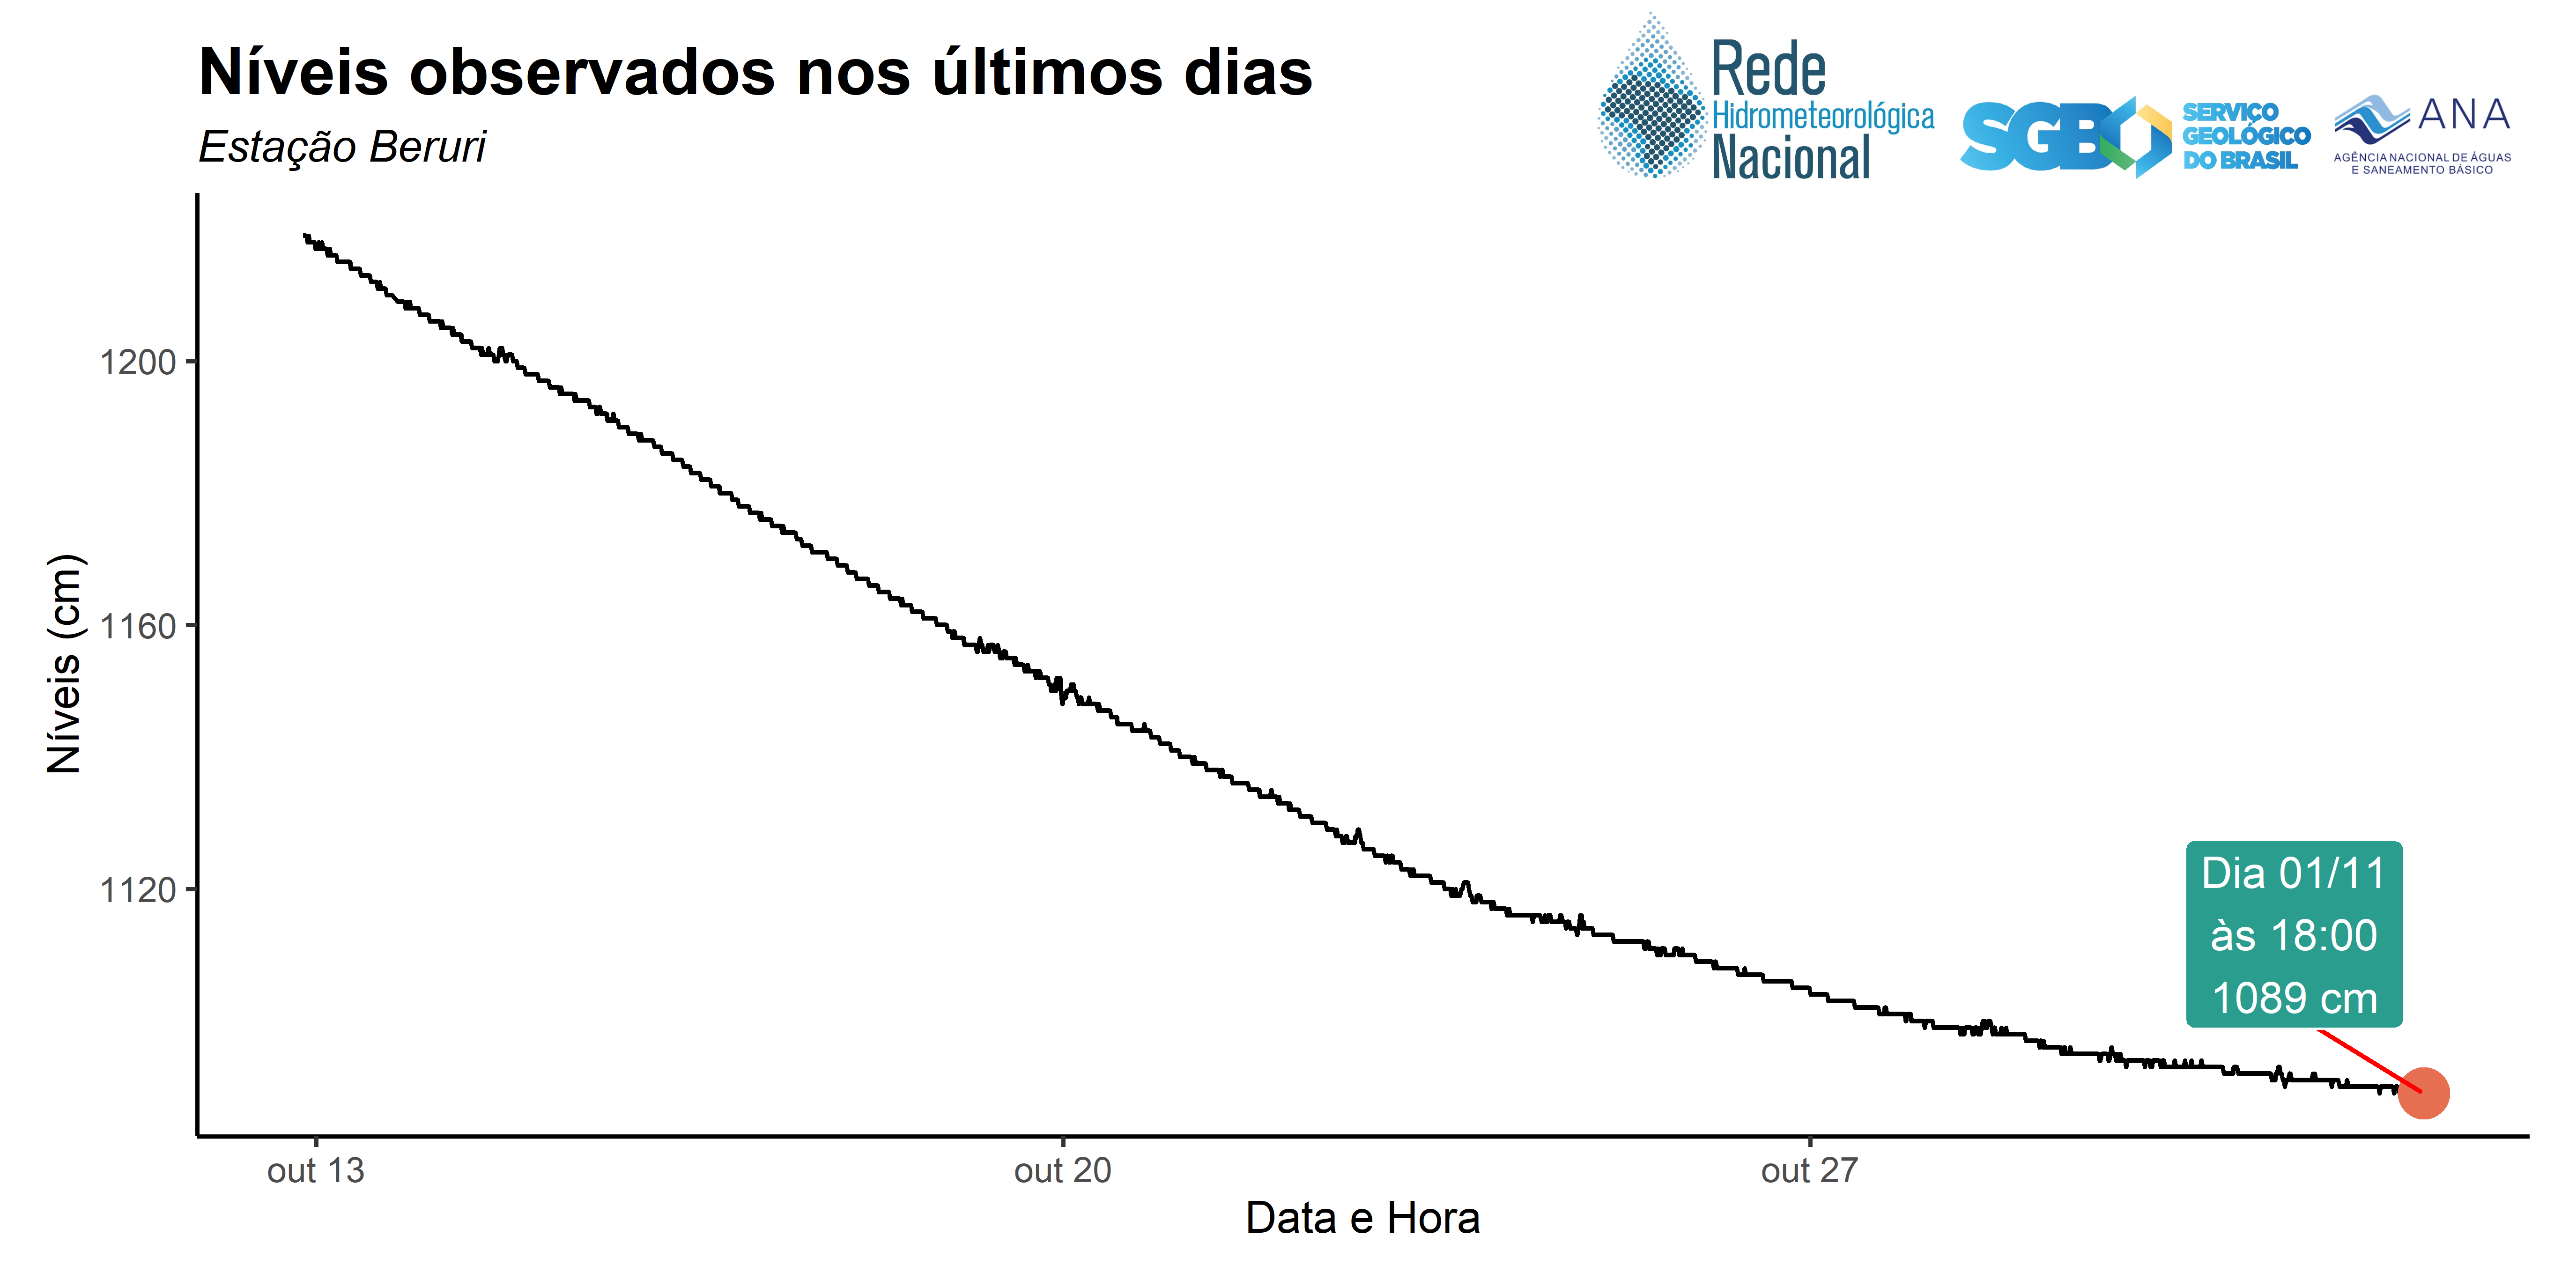 Níveis observados nos últimos dias
Estação Beruri
Rede
Hidrometeorológica
Nacional
SGB
SERVIÇO
GEOLÓGICO
DO BRASIL
ANA
AGÊNCIA NACIONAL DE ÁGUAS
E SANEAMENTO BÁSICO
Níveis (cm)
1200
1160
1120
Dia 01/11
às 18:00
1089 cm
out 13
out 20
out 27
Data e Hora